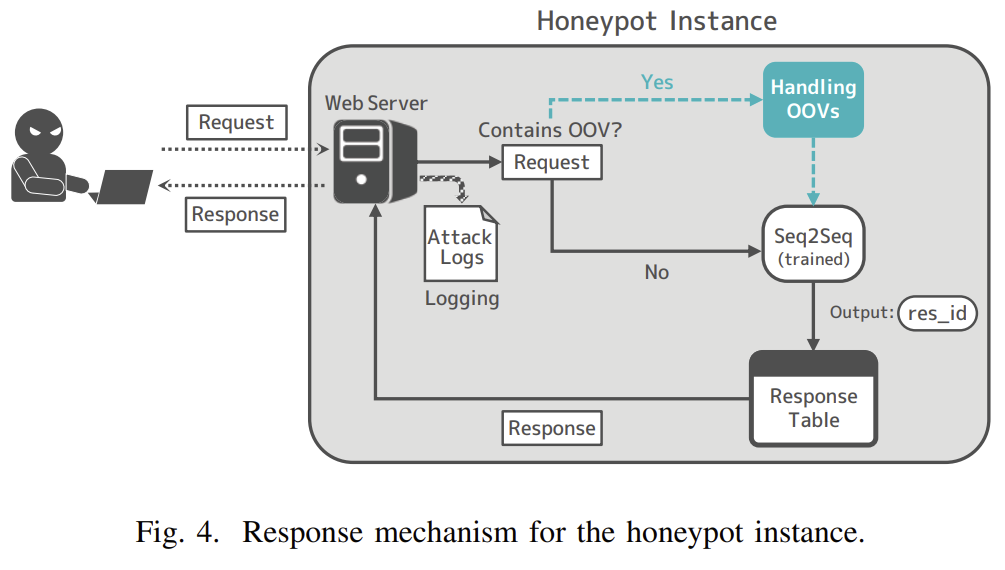 Honeypot Instance
Request
Response
Web Server
Attack
Logs
Logging
Contains OOV?
Request
Yes
No
Handling
OOVs
Seq2Seq
(trained)
Output: res_id
Response
Table
Response
Fig. 4. Response mechanism for the honeypot instance.